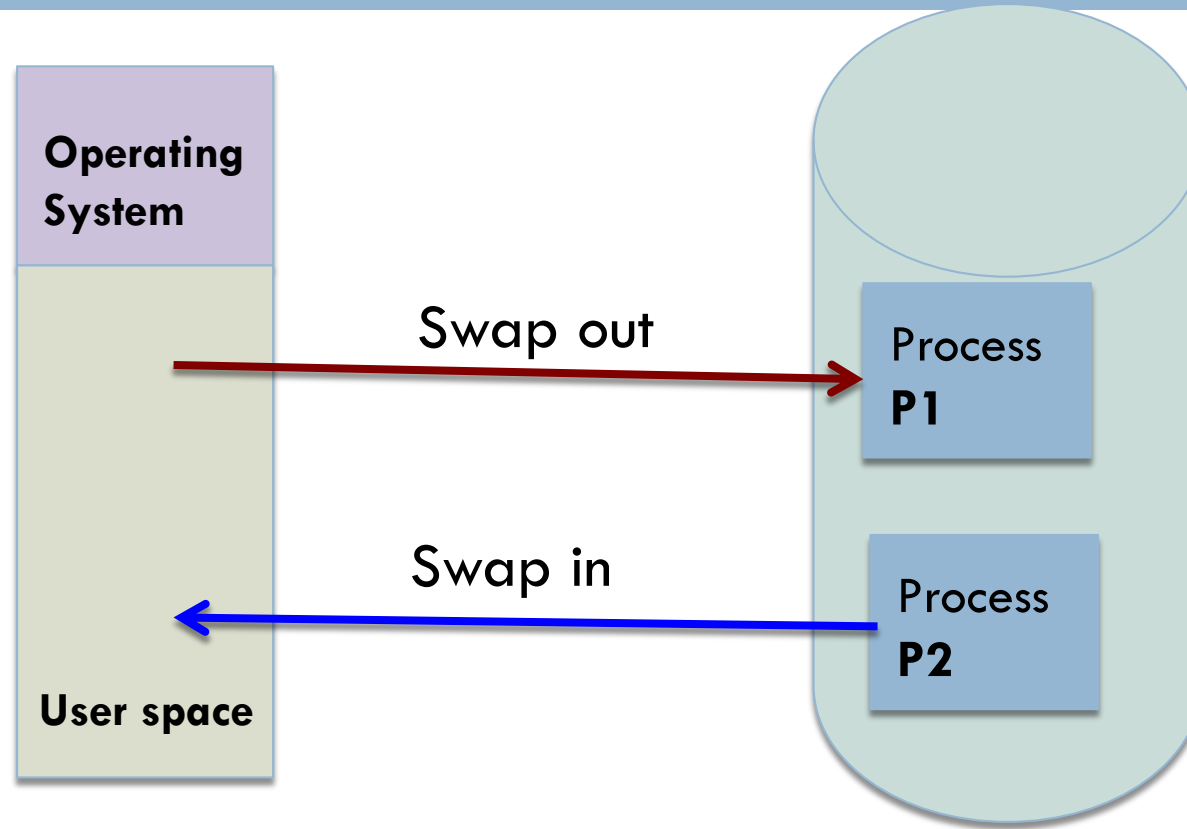 Operating
System
Swap out
Process
P1
Swap in
Process
P2
User space